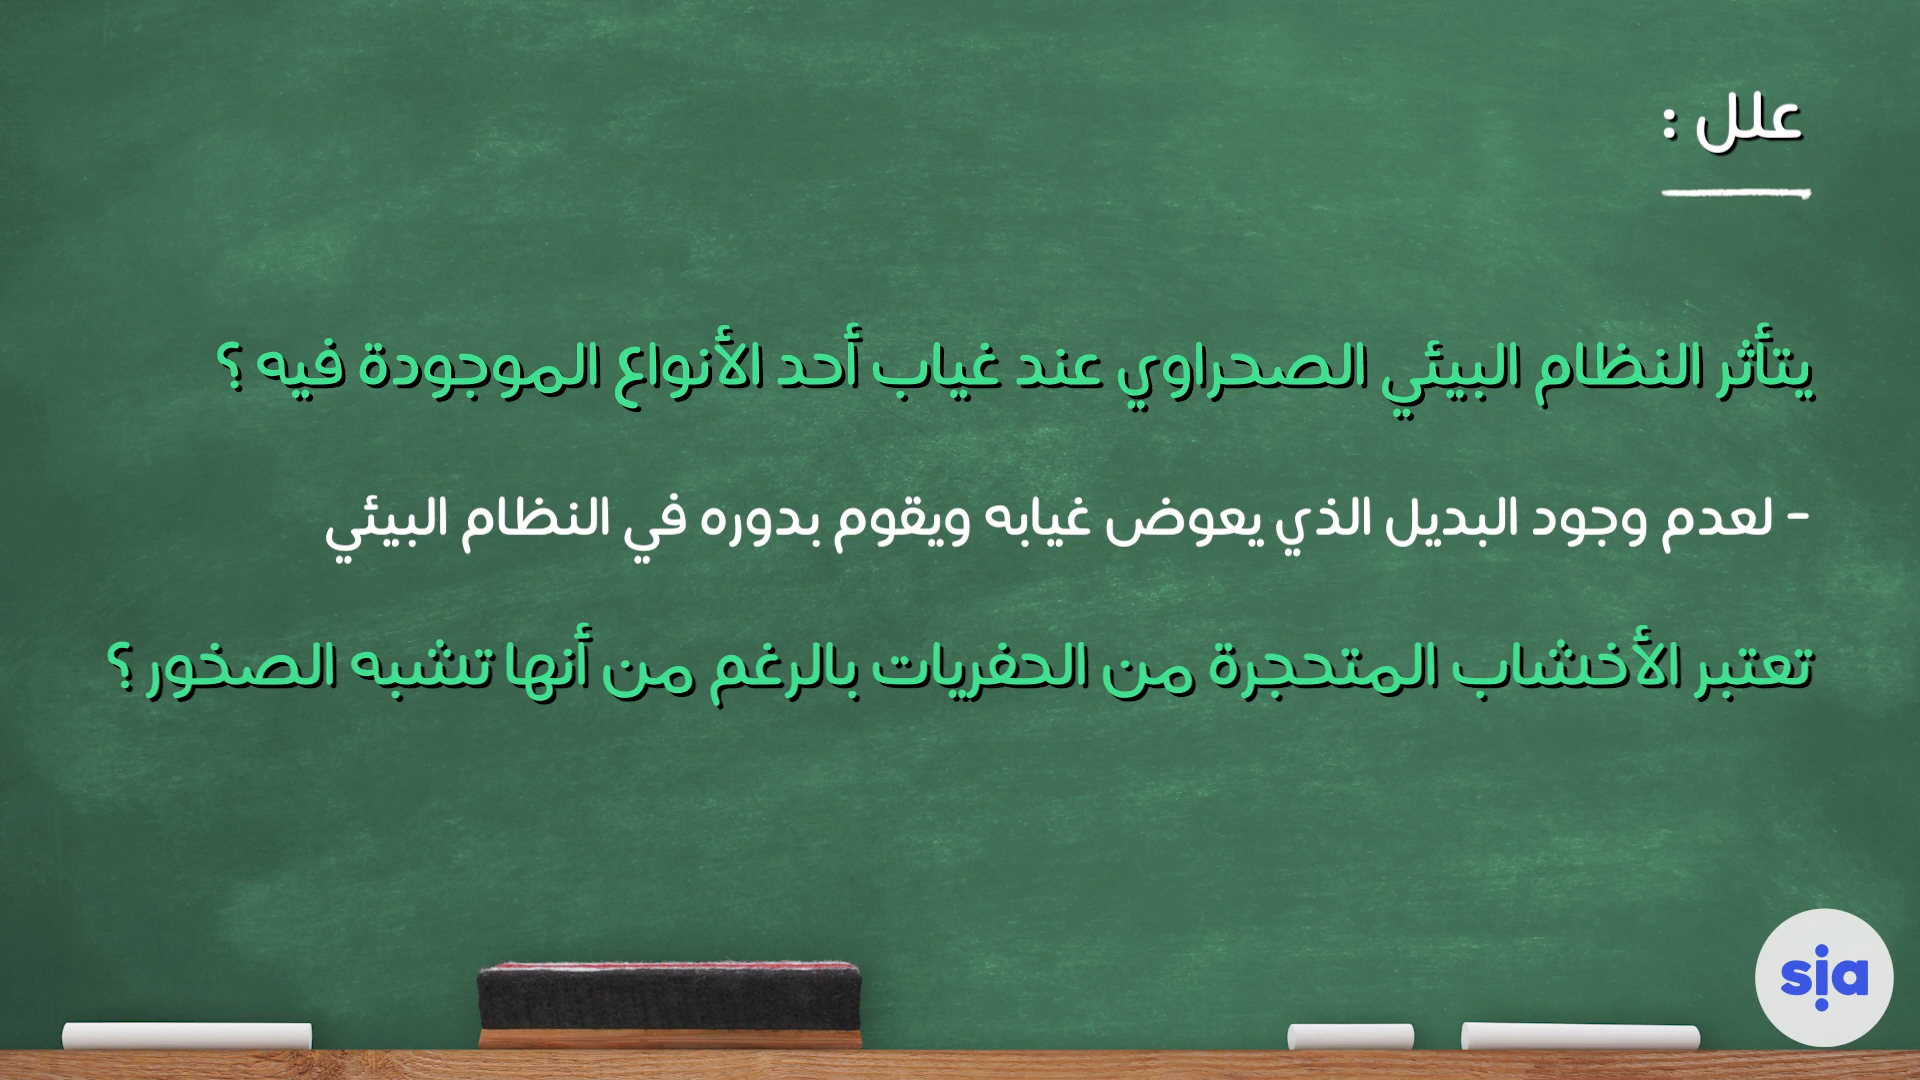 علل :
يتأثر النظام البيئي الصحراوي عند غياب أحد الأنواع الموجودة فيه ؟
- لعدم وجود البديل الذي يعوض غيابه ويقوم بدوره في النظام البيئي
تعتبر الأخشاب المتحجرة من الحفريات بالرغم من أنها تشبه الصخور ؟
sia